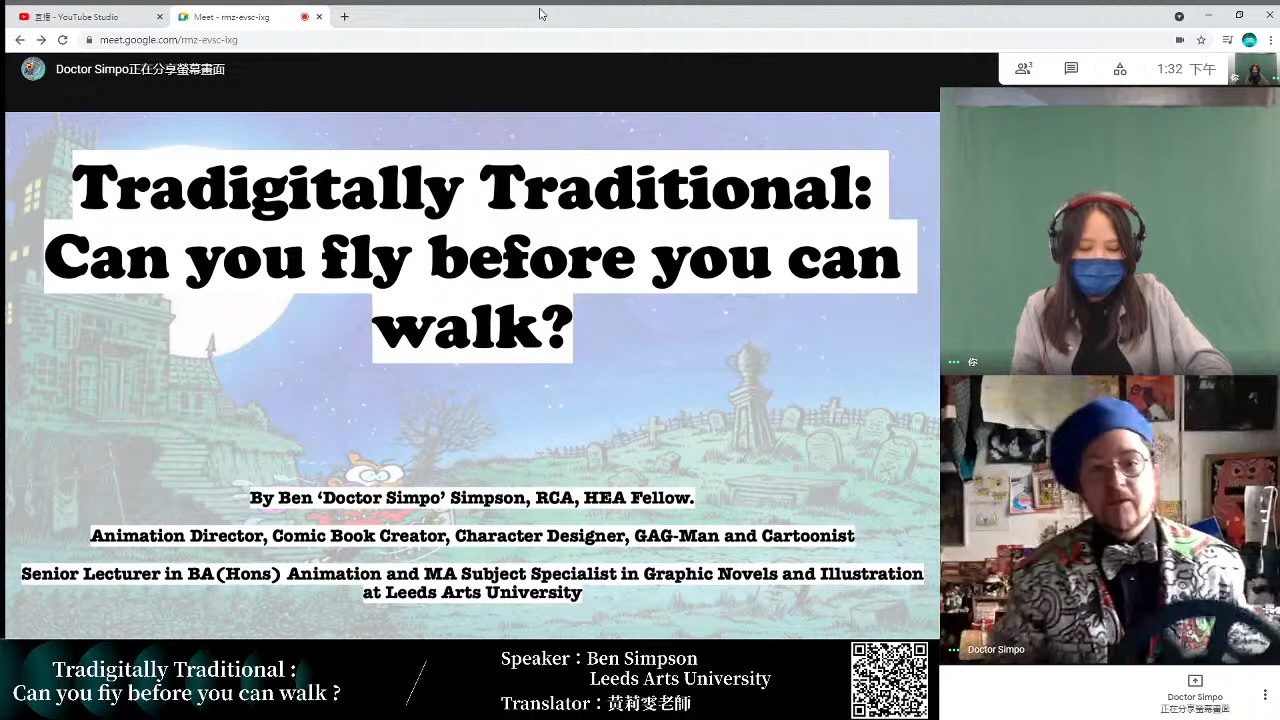 直播 - YouTube Studio
Meet - rmz-evsc-ixg
meet.google.com/rmz-evsc-ixg
Doctor Simpo正在分享螢幕畫面
3
1:32 下午
你
Tradigitally Traditional:
Can you fly before you can
walk?
By Ben ‘Doctor Simpo’ Simpson, RCA, HEA Fellow.
Animation Director, Comic Book Creator, Character Designer, GAG-Man and Cartoonist
Senior Lecturer in BA(Hons) Animation and MA Subject Specialist in Graphic Novels and Illustration
at Leeds Arts University
你
Doctor Simpo
Tradigitally Traditional :
Can you fly before you can walk ?
Speaker：Ben Simpson
Leeds Arts University
Translator：黃莉雯老師
Doctor Simpo
正在分享螢幕畫面